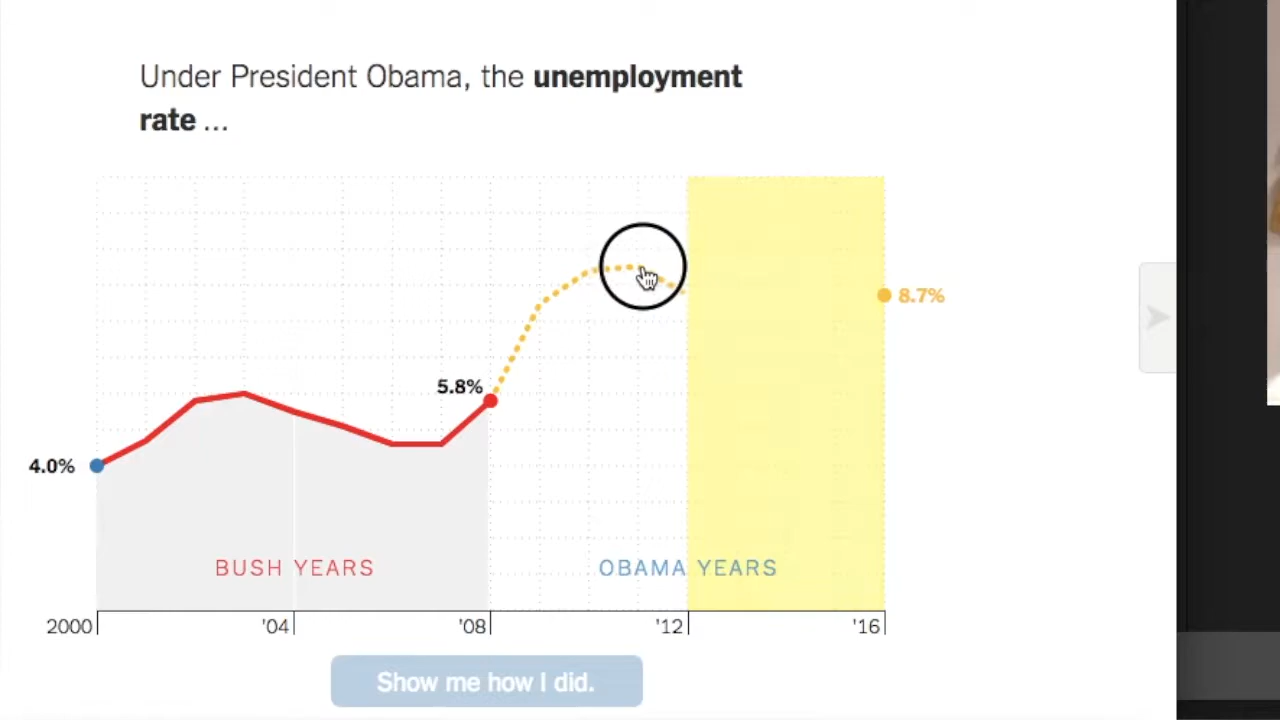 Under President Obama, the unemployment
rate ...
8.7%
5.8%
4.0%
BUSH YEARS
OBAMA YEARS
2000
'04
'08
'12
'16
Show me how I did.